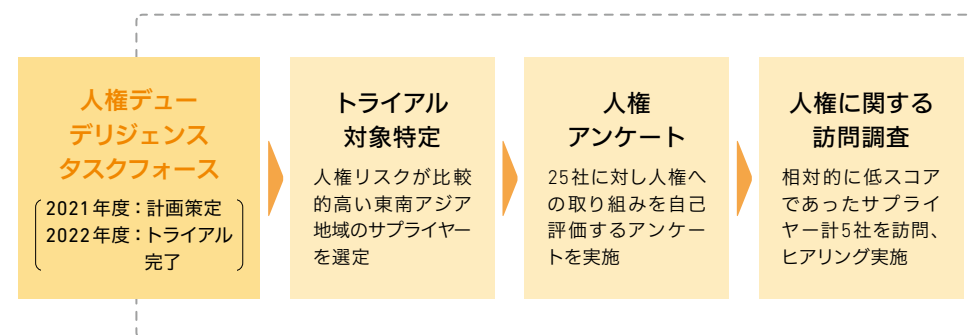 人権デュー
デリジェンス
タスクフォース
2021年度：計画策定
2022年度：トライアル
完了
トライアル
対象特定
人権リスクが比較
的高い東南アジア
地域のサプライヤー
を選定
人権
アンケート
25社に対し人権へ
の取り組みを自己
評価するアンケー
トを実施
人権に関する
訪問調査
相対的に低スコア
であったサプライ
ヤー計5社を訪問、
ヒアリング実施